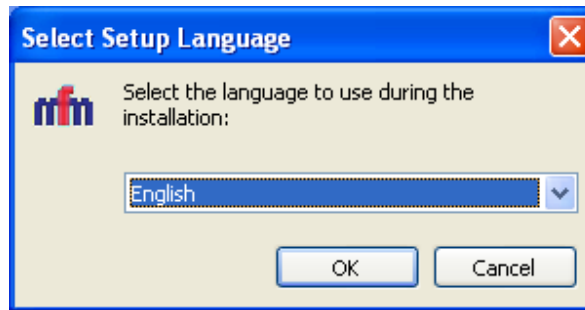 Select Setup Language
mfm
Select the language to use during the
installation:
English
OK
Cancel